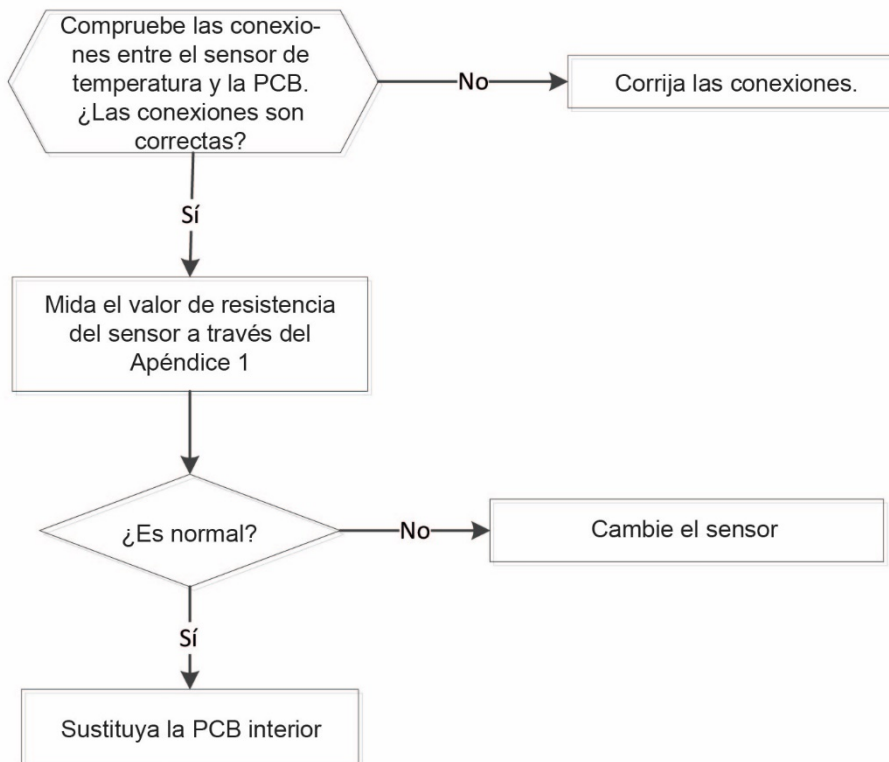 Compruebe las conexio-
nes entre el sensor de
temperatura y la PCB.
¿Las conexiones son
correctas?
No
Corrija las conexiones.
Sí
Mida el valor de resistencia
del sensor a través del
Apéndice 1
¿Es normal?
No
Cambie el sensor
Sí
Sustituya la PCB interior